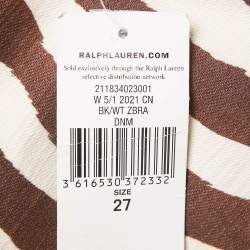 RALPHLAUREN.COM
Sold exclusively through the Ralph Lauren
selective distribution network
211834023001
W 5/1 2021 CN
BK/WT ZBRA
DNM
3 616530 372332
SIZE
27